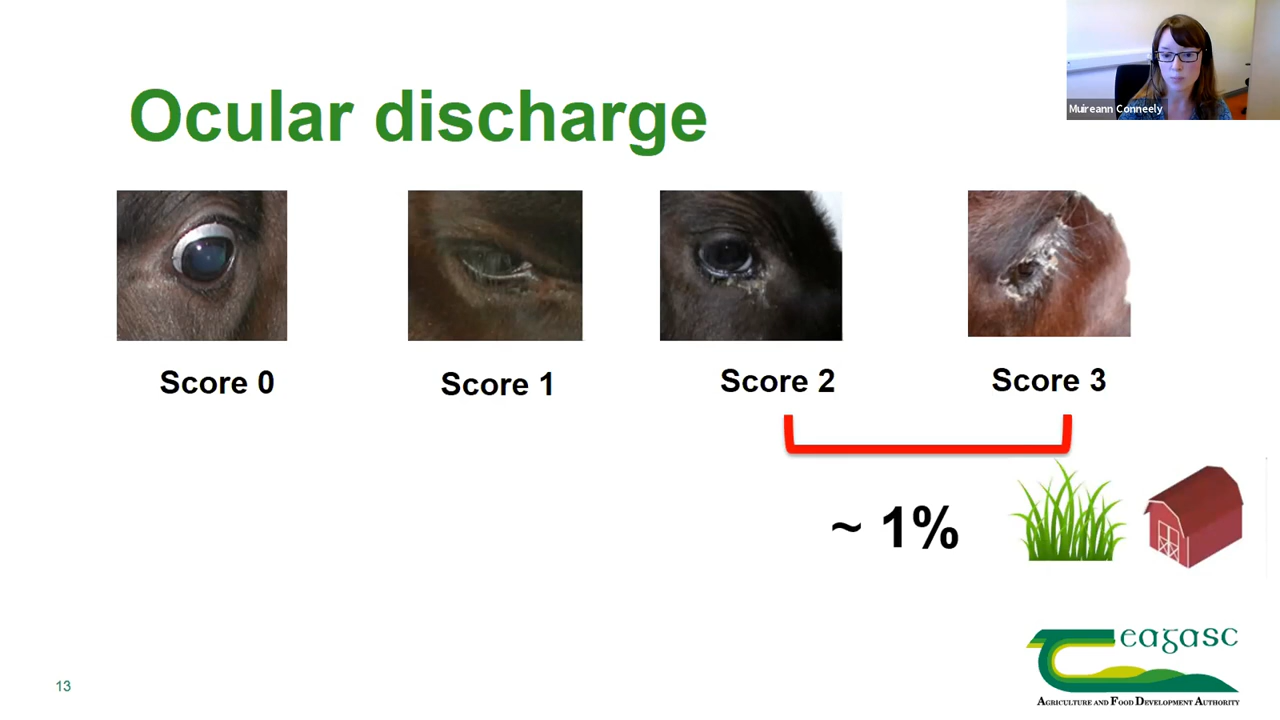 Muireann Conneely
Ocular discharge
Score 0
Score 1
Score 2
Score 3
~ 1%
13
Teagasc
AGRICULTURE AND FOOD DEVELOPMENT AUTHORITY